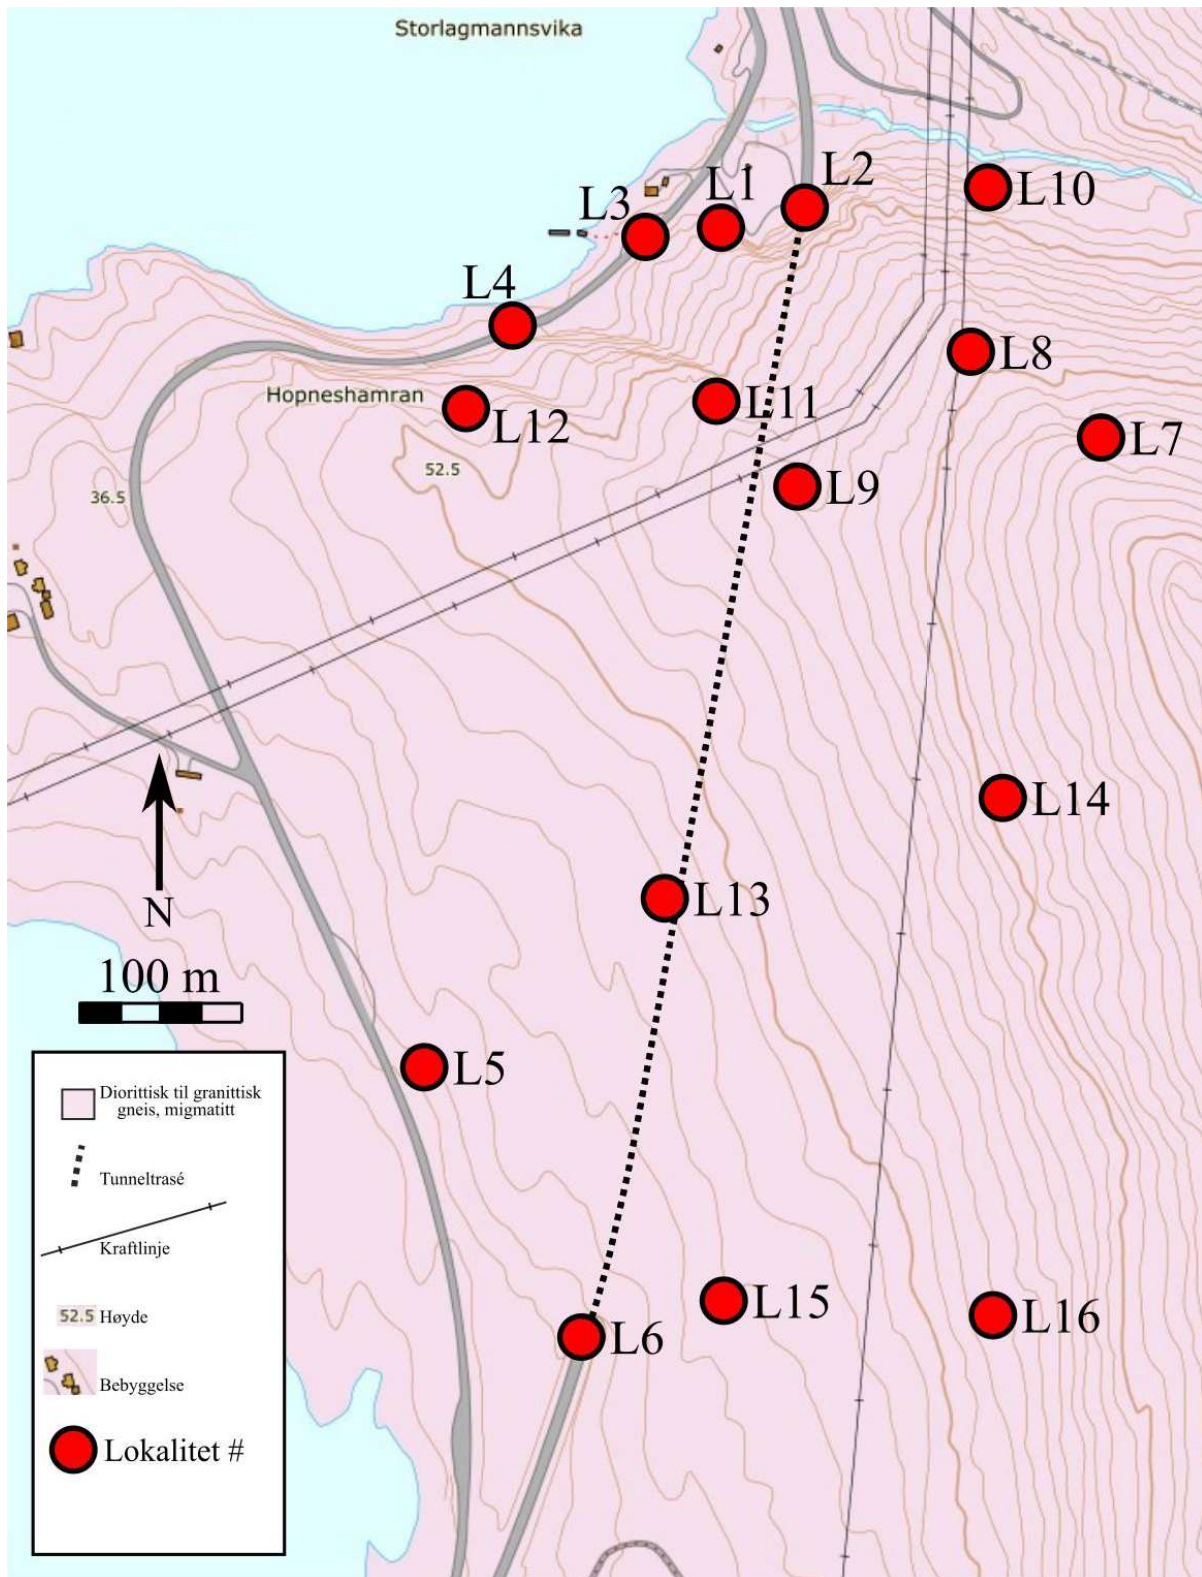 Storlagmannsvika
L2
L1
L10
L3
L4
L8
Hopneshamran
L11
L12
L7
52.5
L9
36.5
L14
L13
N
100 m
L5
Diorittisk til granittisk
gneis, migmatitt
Tunneltrasé
Kraftlinje
52.5 Høyde
Bebyggelse
Lokalitet #
L15
L16
L6